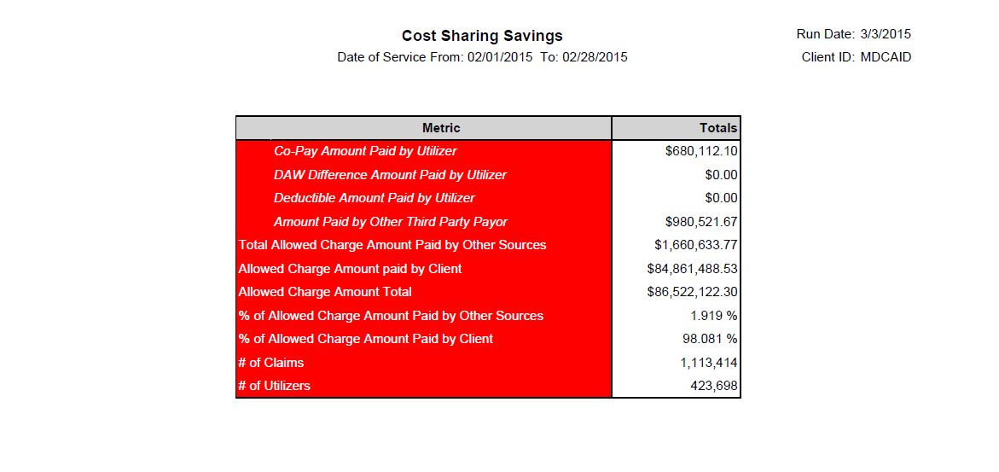 Cost Sharing Savings
Run Date: 3/3/2015
Date of Service From: 02/01/2015 To: 02/28/2015
Client ID: MDCAID
Metric Totals
Co-Pay Amount Paid by Utilizer $680,112.10
DAW Difference Amount Paid by Utilizer $0.00
Deductible Amount Paid by Utilizer $0.00
Amount Paid by Other Third Party Payor $980,521.67
Total Allowed Charge Amount Paid by Other Sources $1,660,633.77
Allowed Charge Amount paid by Client $84,861,488.53
Allowed Charge Amount Total $86,522,122.30
% of Allowed Charge Amount Paid by Other Sources 1.919 %
% of Allowed Charge Amount Paid by Client 98.081 %
# of Claims 1,113,414
# of Utilizers 423,698